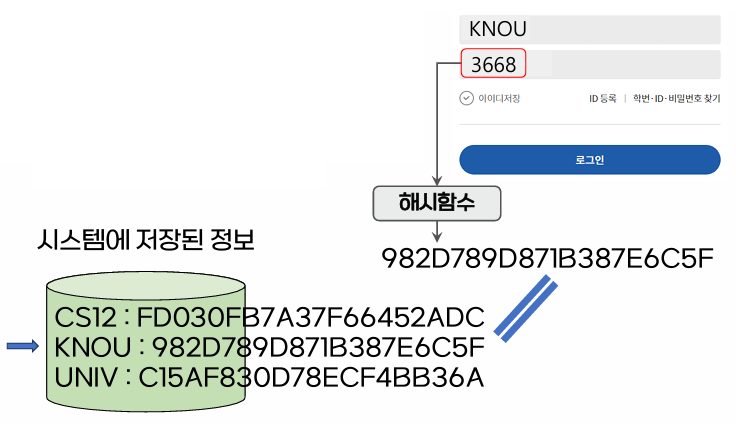 KNOU
3668
아이디저장 ID 등록 | 학번·ID·비밀번호 찾기
로그인
해시함수
982D789D871B387E6C5F
시스템에 저장된 정보
CS12 : FD030FB7A37F66452ADC
KNOU : 982D789D871B387E6C5F
UNIV : C15AF830D78ECF4BB36A